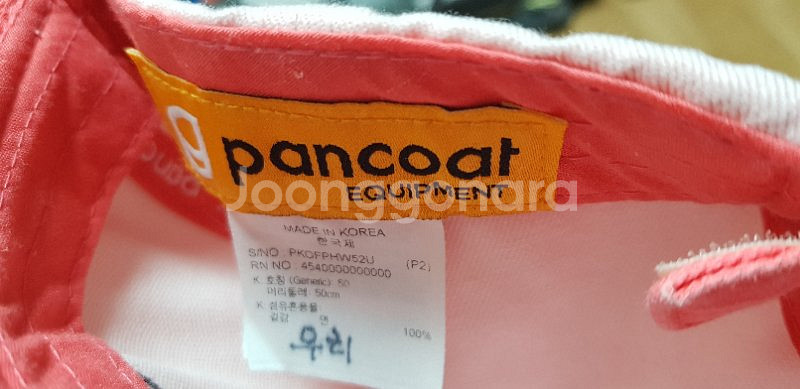 pancoat
EQUIPMENT
Joonggonara
MADE IN KOREA
한국제
S/NO : PKOFPHW52U (P2)
RN NO : 4540000000000
K. 호칭 (Generic) : 50
머리둘레 : 50cm
K. 섬유혼용율
겉감 면 100%
우리